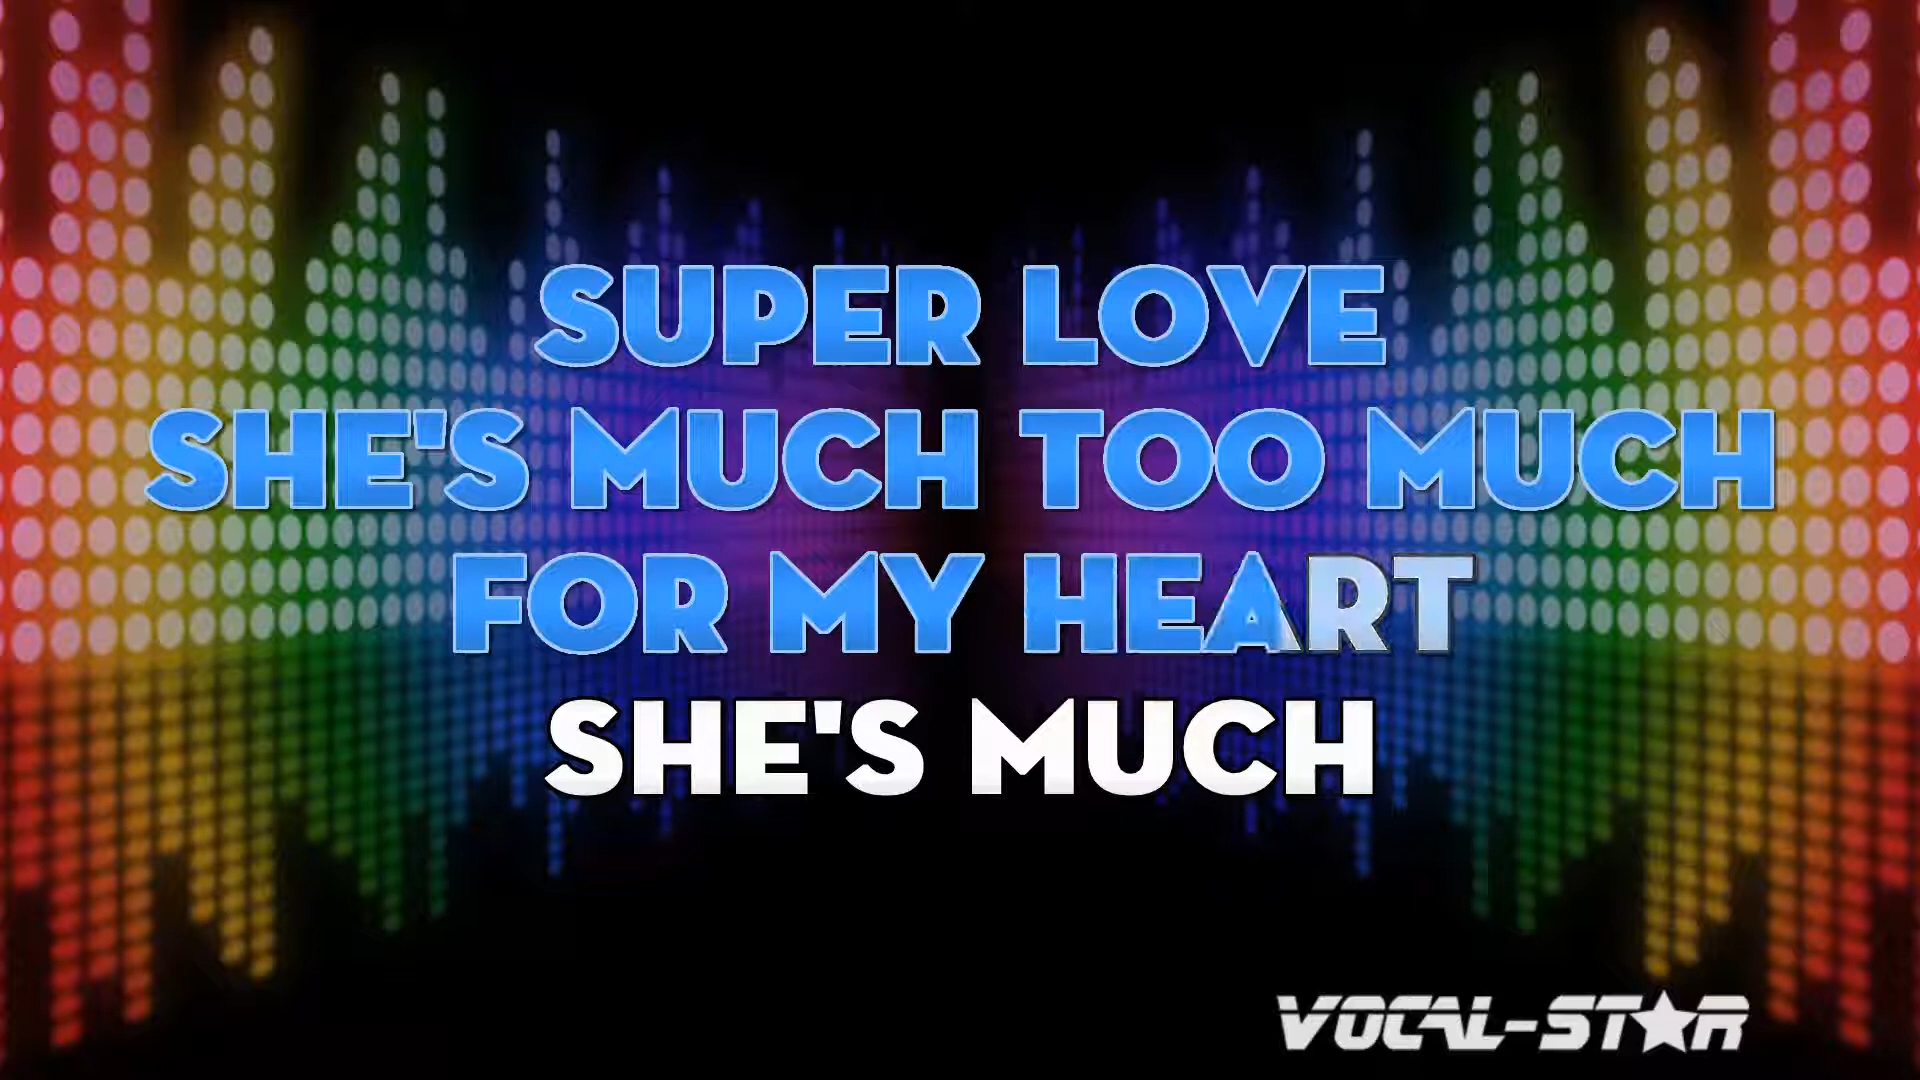 SUPER LOVE
SHE'S MUCH TOO MUCH
FOR MY HEART
SHE'S MUCH
VOCAL-STAR